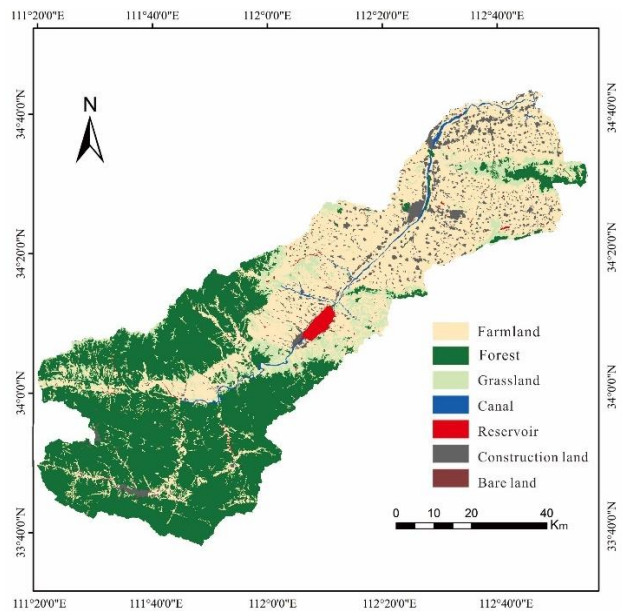 111°20'0"E 111°40'0"E 112°0'0"E 112°20'0"E 112°40'0"E
N
34°40'0"N 34°40'0"N
34°20'0"N 34°20'0"N
Farmland
Forest
Grassland
34°0'0"N 34°0'0"N
Canal
Reservoir
Construction land
Bare land
0 10 20 40
Km
33°40'0"N 33°40'0"N
111°20'0"E 111°40'0"E 112°0'0"E 112°20'0"E 112°40'0"E